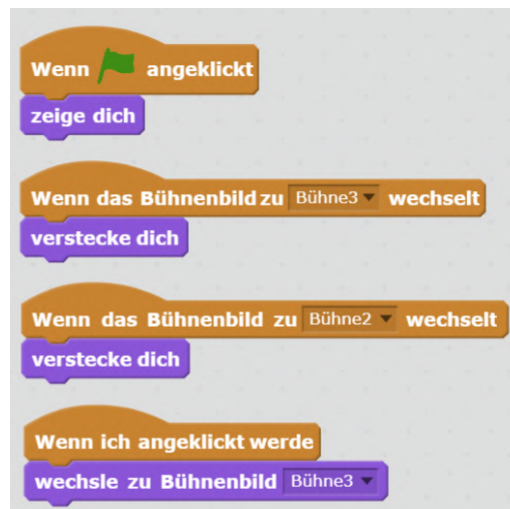 Wenn angeklickt
zeige dich
Wenn das Bühnenbild zu Bühne3 wechselt
verstecke dich
Wenn das Bühnenbild zu Bühne2 wechselt
verstecke dich
Wenn ich angeklickt werde
wechsle zu Bühnenbild Bühne3